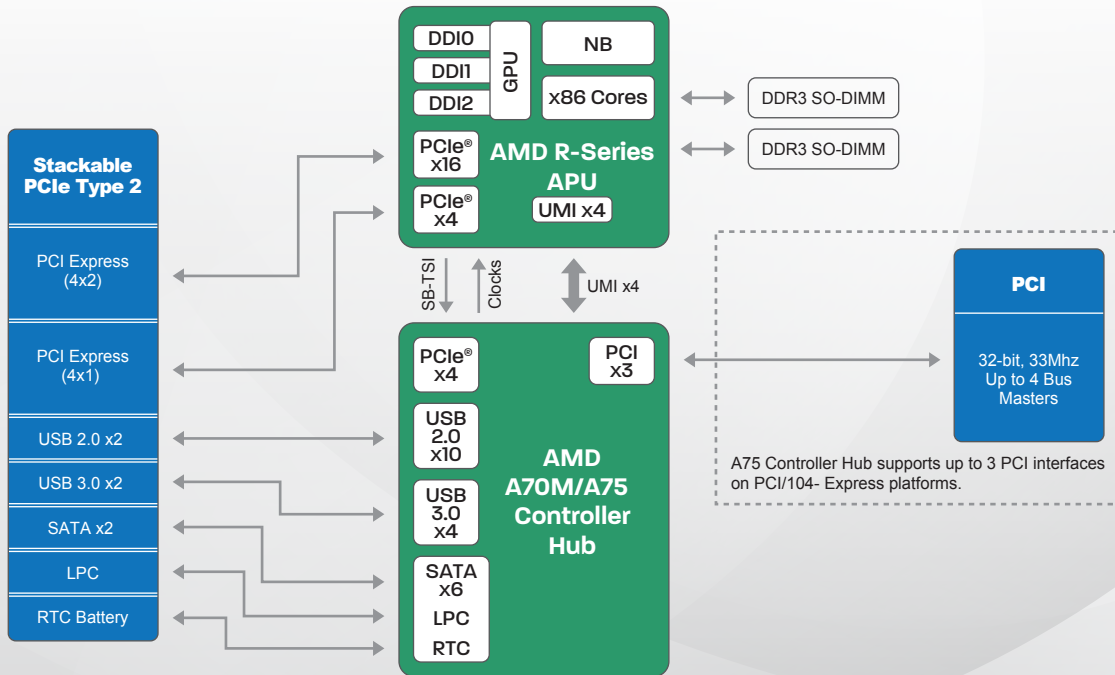 Stackable
PCIe Type 2
PCI Express
(4x2)
PCI Express
(4x1)
USB 2.0 x2
USB 3.0 x2
SATA x2
LPC
RTC Battery
DDI0
DDI1
DDI2
GPU
NB
x86 Cores
PCIe®
x16
PCIe®
x4
AMD R-Series
APU
UMI x4
DDR3 SO-DIMM
DDR3 SO-DIMM
SB-TSI
Clocks
UMI x4
PCIe®
x4
USB
2.0
x10
USB
3.0
x4
SATA
x6
LPC
RTC
PCI
x3
AMD
A70M/A75
Controller
Hub
PCI
32-bit, 33Mhz
Up to 4 Bus
Masters
A75 Controller Hub supports up to 3 PCI interfaces
on PCI/104- Express platforms.